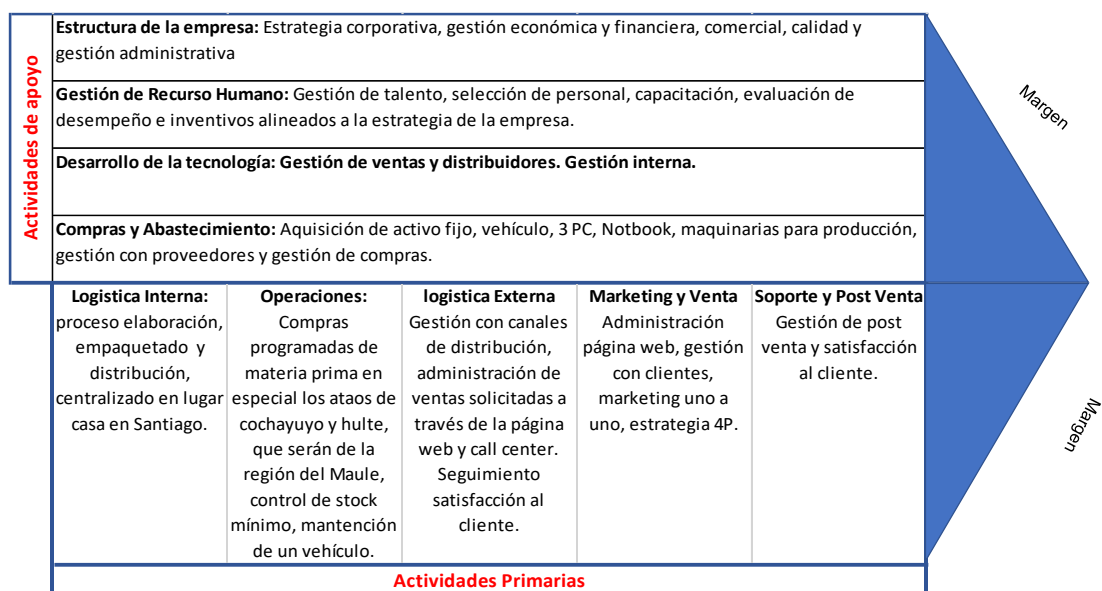 Actividades de apoyo
Estructura de la empresa: Estrategia corporativa, gestión económica y financiera, comercial, calidad y
gestión administrativa
Gestión de Recurso Humano: Gestión de talento, selección de personal, capacitación, evaluación de
desempeño e inventivos alineados a la estrategia de la empresa.
Desarrollo de la tecnología: Gestión de ventas y distribuidores. Gestión interna.
Compras y Abastecimiento: Aquisición de activo fijo, vehículo, 3 PC, Notbook, maquinarias para producción,
gestión con proveedores y gestión de compras.
Margen
Logistica Interna:
proceso elaboración,
empaquetado y
distribución,
centralizado en lugar
casa en Santiago.
Operaciones:
Compras
programadas de
materia prima en
especial los ataos de
cochayuyo y hulte,
que serán de la
región del Maule,
control de stock
mínimo, mantención
de un vehículo.
logistica Externa
Gestión con canales
de distribución,
administración de
ventas solicitadas a
través de la página
web y call center.
Seguimiento
satisfacción al
cliente.
Marketing y Venta
Administración
página web, gestión
con clientes,
marketing uno a
uno, estrategia 4P.
Soporte y Post Venta
Gestión de post
venta y satisfacción
al cliente.
Margen
Actividades Primarias